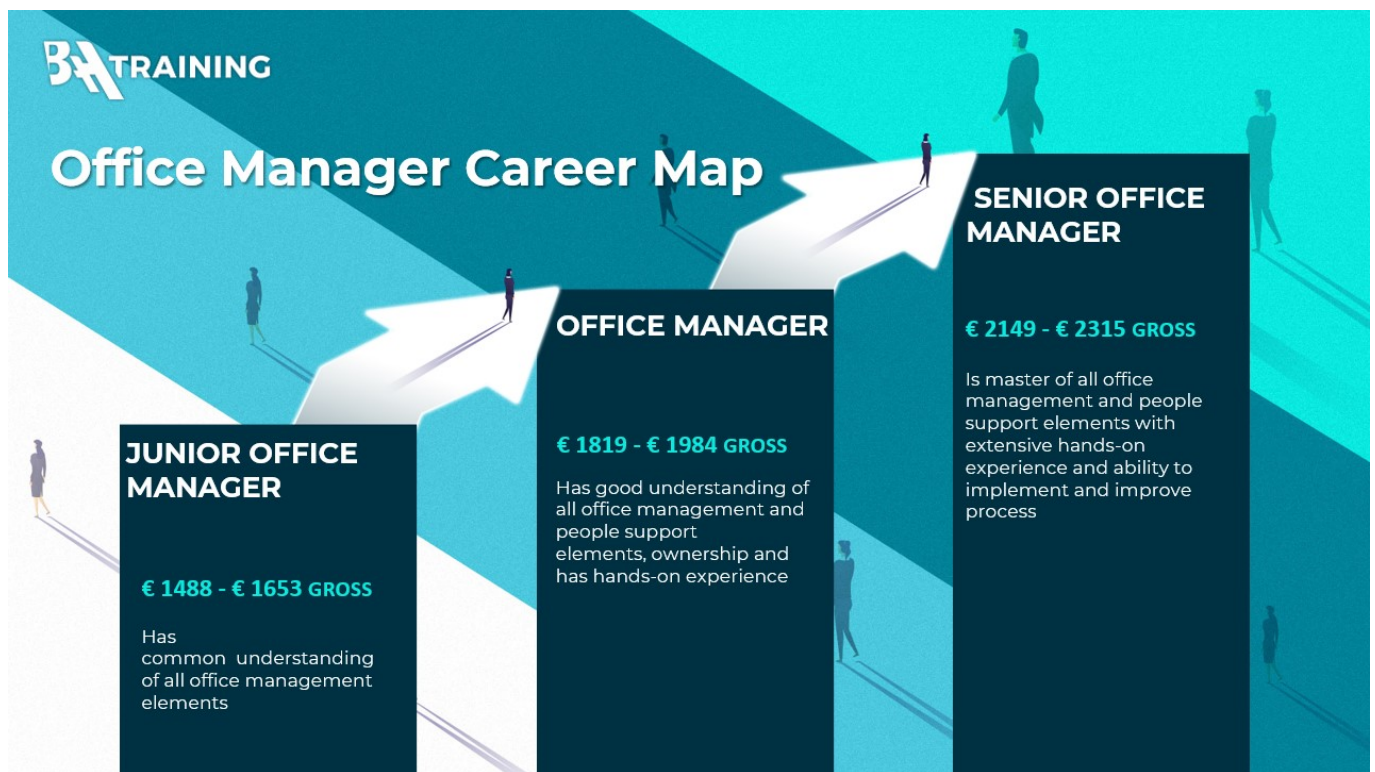 BAA TRAINING
Office Manager Career Map
JUNIOR OFFICE
MANAGER
€ 1488 - € 1653 GROSS
Has
common understanding
of all office management
elements
OFFICE MANAGER
€ 1819 - € 1984 GROSS
Has good understanding of
all office management and
people support
elements, ownership and
has hands-on experience
SENIOR OFFICE
MANAGER
€ 2149 - € 2315 GROSS
Is master of all office
management and people
support elements with
extensive hands-on
experience and ability to
implement and improve
process